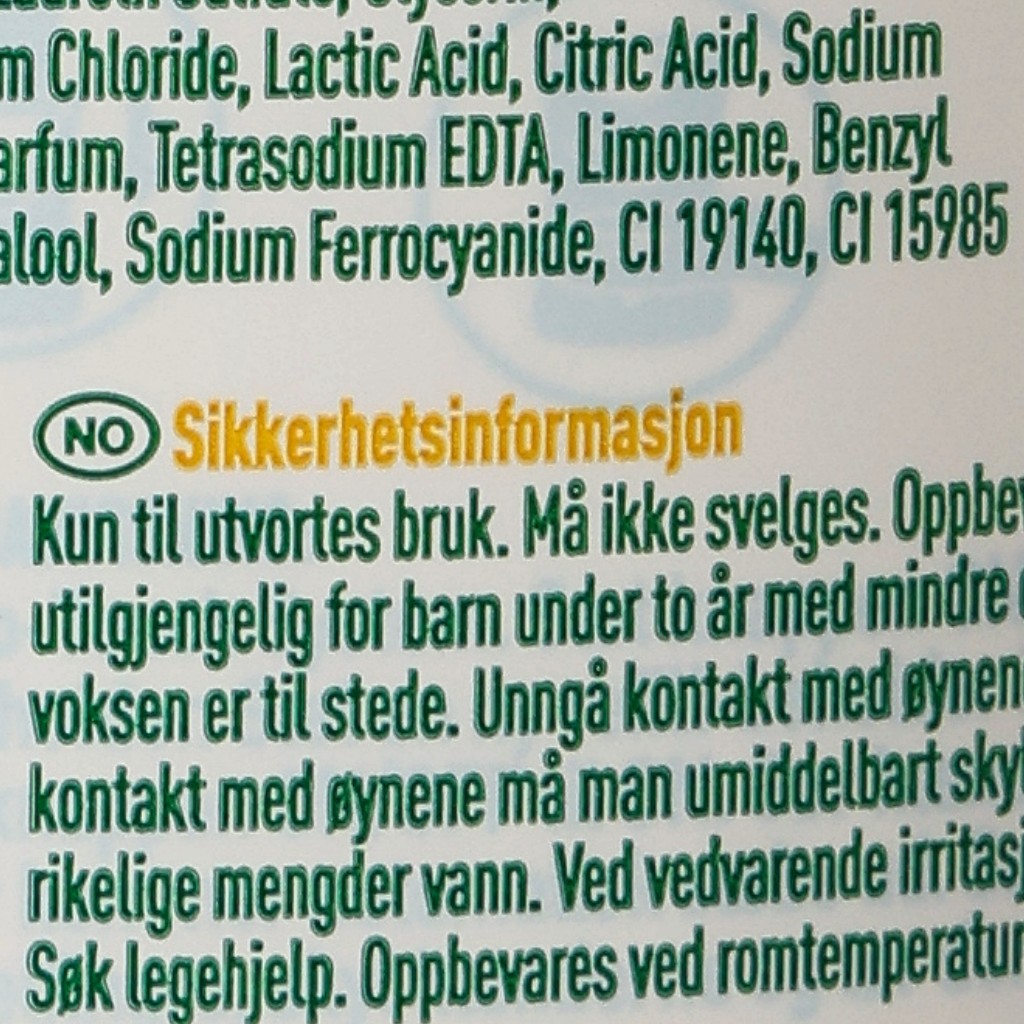 m Chloride, Lactic Acid, Citric Acid, Sodium
arfum, Tetrasodium EDTA, Limonene, Benzyl
alool, Sodium Ferrocyanide, CI 19140, CI 15985
NO Sikkerhetsinformasjon
Kun til utvortes bruk. Må ikke svelges. Oppbev
utilgjengelig for barn under to år med mindre
voksen er til stede. Unngå kontakt med øynen
kontakt med øynene må man umiddelbart sky
rikelige mengder vann. Ved vedvarende irritasj
Søk legehjelp. Oppbevares ved romtemperatur